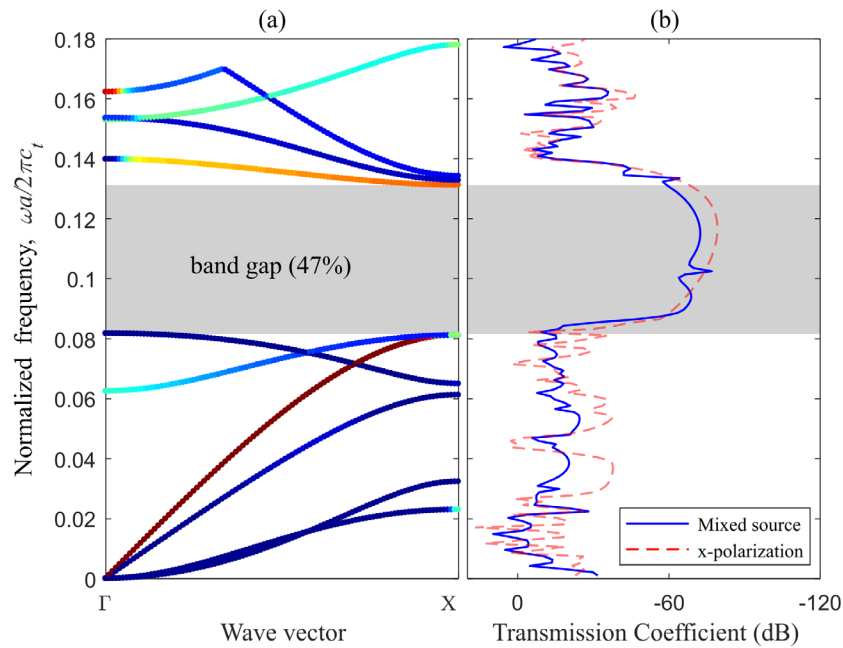 (a)
(b)
0.18
0.16
0.14
0.12
0.1
0.08
0.06
0.04
0.02
0
Normalized frequency, ωa/2πc_t
band gap (47%)
Γ
X
Wave vector
Mixed source
x-polarization
0
-60
-120
Transmission Coefficient (dB)